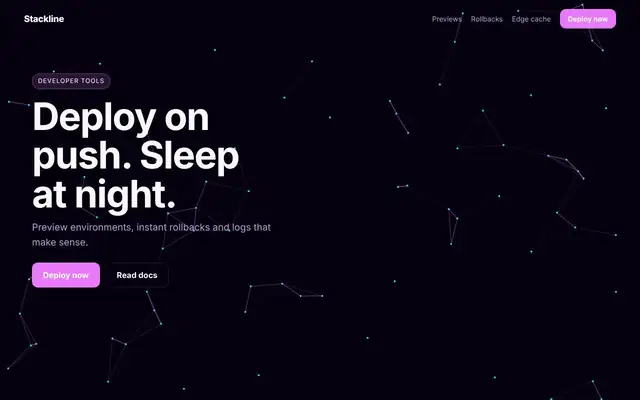 Stackline
Previews
Rollbacks
Edge cache
Deploy now
DEVELOPER TOOLS
Deploy on
push. Sleep
at night.
Preview environments, instant rollbacks and logs that
make sense.
Deploy now
Read docs